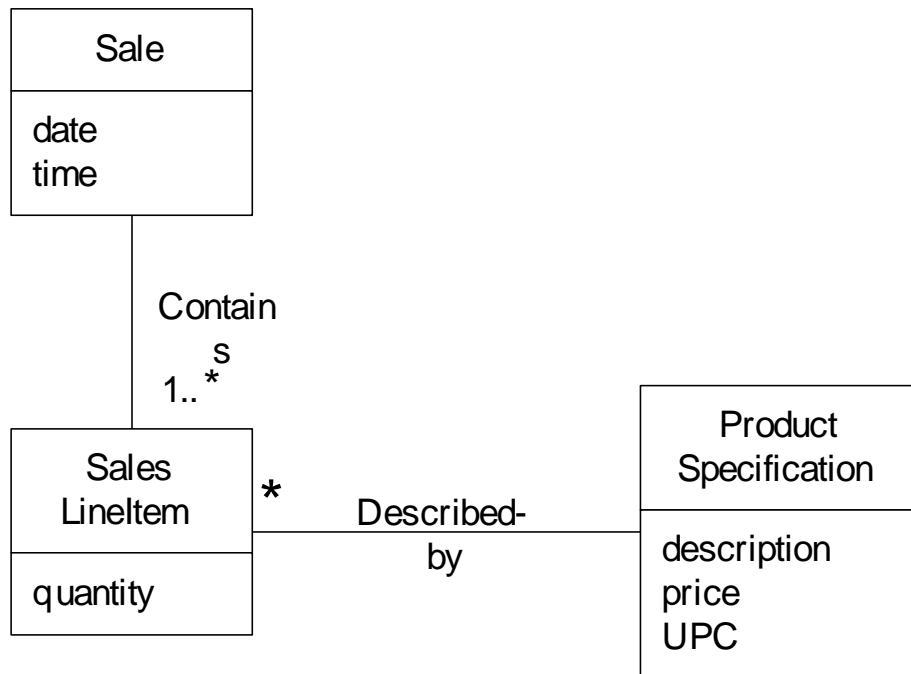 Sale
date
time
Contain
s
1..*
Sales
LineItem
quantity
*
Described-
by
Product
Specification
description
price
UPC